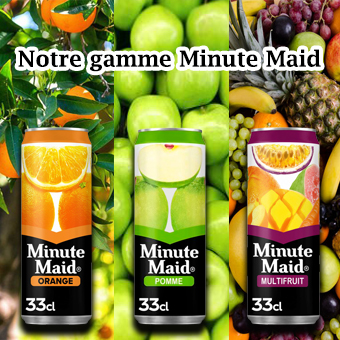 Notre gamme Minute Maid
Minute
Maid®
ORANGE
33cl
Minute
Maid®
POMME
33cl
Minute
Maid®
MULTIFRUIT
33cl